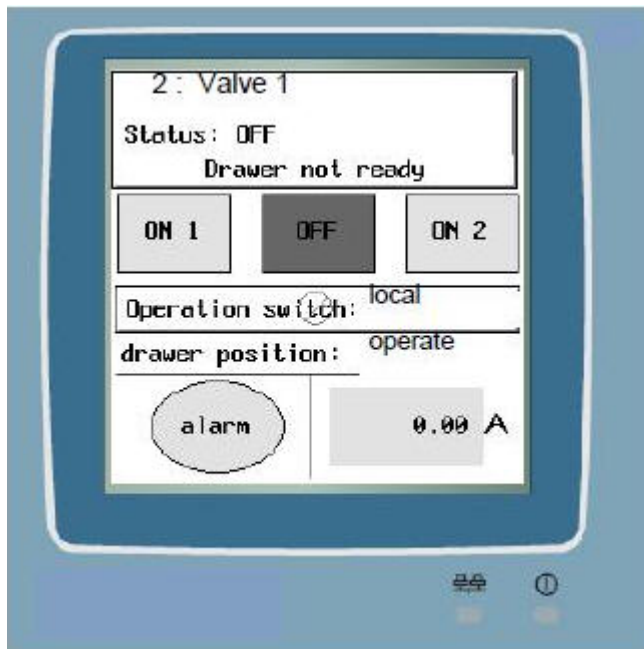 2 : Valve 1
Status: OFF
Drawer not ready
ON 1 OFF ON 2
Operation switch: local
drawer position: operate
alarm 0.00 A